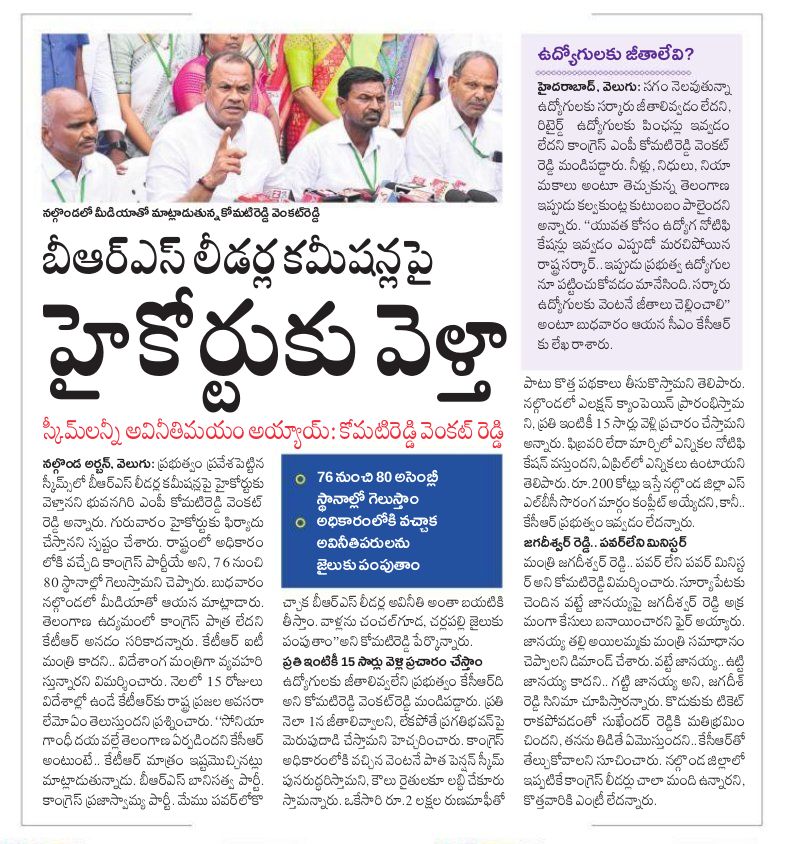 నల్గొండలో మీడియాతో మాట్లాడుతున్న కోమటిరెడ్డి వెంకట్‌రెడ్డి
బీఆర్ఎస్ లీడర్ల కమీషన్లపై
హైకోర్టుకు వెళ్తా
స్కీమ్‌లన్నీ అవినీతిమయం అయ్యాయ్: కోమటిరెడ్డి వెంకట్ రెడ్డి
నల్గొండ అర్బన్, వెలుగు: ప్రభుత్వం ప్రవేశపెట్టిన
స్కీమ్స్‌లో బీఆర్ఎస్ లీడర్ల కమీషన్లపై హైకోర్టుకు
వెళ్తానని భువనగిరి ఎంపీ కోమటిరెడ్డి వెంకట్
రెడ్డి అన్నారు. గురువారం హైకోర్టుకు ఫిర్యాదు
చేస్తానని స్పష్టం చేశారు. రాష్ట్రంలో అధికారం
లోకి వచ్చేది కాంగ్రెస్ పార్టీయే అని, 76 నుంచి
80 స్థానాల్లో గెలుస్తామని చెప్పారు. బుధవారం
నల్గొండలో మీడియాతో ఆయన మాట్లాడారు.
తెలంగాణ ఉద్యమంలో కాంగ్రెస్ పాత్ర లేదని
కేటీఆర్ అనడం సరికాదన్నారు. కేటీఆర్ ఐటీ
మంత్రి కాదని.. విదేశాంగ మంత్రిగా వ్యవహరి
స్తున్నారని విమర్శించారు. నెలలో 15 రోజులు
విదేశాల్లో ఉండే కేటీఆర్‌కు రాష్ట్ర ప్రజల అవసరా
లేమో ఏం తెలుస్తుందని ప్రశ్నించారు. ‘‘సోనియా
గాంధీ దయ వల్లే తెలంగాణ ఏర్పడిందని కేసీఆర్
అంటుంటే.. కేటీఆర్ మాత్రం ఇష్టమొచ్చినట్లు
మాట్లాడుతున్నాడు. బీఆర్ఎస్ బానిసత్వ పార్టీ.
కాంగ్రెస్ ప్రజాస్వామ్య పార్టీ. మేము పవర్‌లోకొ
76 నుంచి 80 అసెంబ్లీ
స్థానాల్లో గెలుస్తాం
అధికారంలోకి వచ్చాక
అవినీతిపరులను
జైలుకు పంపుతాం
చ్చాక బీఆర్ఎస్ లీడర్ల అవినీతి అంతా బయటికి
తీస్తాం. వాళ్లను చంచల్‌గూడ, చర్లపల్లి జైలుకు
పంపుతాం’’ అని కోమటిరెడ్డి పేర్కొన్నారు.
ప్రతి ఇంటికీ 15 సార్లు వెళ్లి ప్రచారం చేస్తాం
ఉద్యోగులకు జీతాలివ్వలేని ప్రభుత్వం కేసీఆర్‌ది
అని కోమటిరెడ్డి వెంకట్‌రెడ్డి మండిపడ్డారు. ప్రతి
నెలా 1న జీతాలివ్వాలని, లేకపోతే ప్రగతిభవన్‌పై
మెరుపుదాడి చేస్తామని హెచ్చరించారు. కాంగ్రెస్
అధికారంలోకి వచ్చిన వెంటనే పాత పెన్షన్ స్కీమ్
పునరుద్ధరిస్తామని, కౌలు రైతులకూ లబ్ధి చేకూరు
స్తామన్నారు. ఒకేసారి రూ.2 లక్షల రుణమాఫీతో
ఉద్యోగులకు జీతాలేవి?
హైదరాబాద్, వెలుగు: సగం నెలవుతున్నా
ఉద్యోగులకు సర్కారు జీతాలివ్వడం లేదని,
రిటైర్డ్ ఉద్యోగులకు పింఛన్లు ఇవ్వడం
లేదని కాంగ్రెస్ ఎంపీ కోమటిరెడ్డి వెంకట్
రెడ్డి మండిపడ్డారు. నీళ్లు, నిధులు, నియా
మకాలు అంటూ తెచ్చుకున్న తెలంగాణ
ఇప్పుడు కల్వకుంట్ల కుటుంబం పాలైందని
అన్నారు. ‘‘యువత కోసం ఉద్యోగ నోటిఫి
కేషన్లు ఇవ్వడం ఎప్పుడో మరచిపోయిన
రాష్ట్ర సర్కార్.. ఇప్పుడు ప్రభుత్వ ఉద్యోగుల
నూ పట్టించుకోవడం మానేసింది. సర్కారు
ఉద్యోగులకు వెంటనే జీతాలు చెల్లించాలి’’
అంటూ బుధవారం ఆయన సీఎం కేసీఆర్
కు లేఖ రాశారు.
పాటు కొత్త పథకాలు తీసుకొస్తామని తెలిపారు.
నల్గొండలో ఎలక్షన్ క్యాంపెయిన్ ప్రారంభిస్తామ
ని, ప్రతి ఇంటికీ 15 సార్లు వెళ్లి ప్రచారం చేస్తామని
అన్నారు. ఫిబ్రవరి లేదా మార్చిలో ఎన్నికల నోటిఫి
కేషన్ వస్తుందని, ఏప్రిల్‌లో ఎన్నికలు ఉంటాయని
తెలిపారు. రూ.200 కోట్లు ఇస్తే నల్గొండ జిల్లా ఎస్
ఎల్‌బీసీ సొరంగ మార్గం కంప్లీట్ అయ్యేదని, కానీ..
కేసీఆర్ ప్రభుత్వం ఇవ్వడం లేదన్నారు.
జగదీశ్వర్ రెడ్డి.. పవర్‌లేని మినిస్టర్
మంత్రి జగదీశ్వర్ రెడ్డి.. పవర్ లేని పవర్ మినిస్ట
ర్ అని కోమటిరెడ్డి విమర్శించారు. సూర్యాపేటకు
చెందిన వట్టే జానయ్యపై జగదీశ్వర్ రెడ్డి అక్ర
మంగా కేసులు బనాయించారని ఫైర్ అయ్యారు.
జానయ్య తల్లి అయిలమ్మకు మంత్రి సమాధానం
చెప్పాలని డిమాండ్ చేశారు. వట్టే జానయ్య.. ఉట్టి
జానయ్య కాదని.. గట్టి జానయ్య అని, జగదీశ్
రెడ్డి సినిమా చూపిస్తారన్నారు. కొడుకుకు టికెట్
రాకపోవడంతో సుఖేందర్ రెడ్డికి మతిభ్రమిం
చిందని, తనను తిడితే ఏమొస్తుందని.. కేసీఆర్‌తో
తేల్చుకోవాలని సూచించారు. నల్గొండ జిల్లాలో
ఇప్పటికే కాంగ్రెస్ లీడర్లు చాలా మంది ఉన్నారని,
కొత్తవారికి ఎంట్రీ లేదన్నారు.